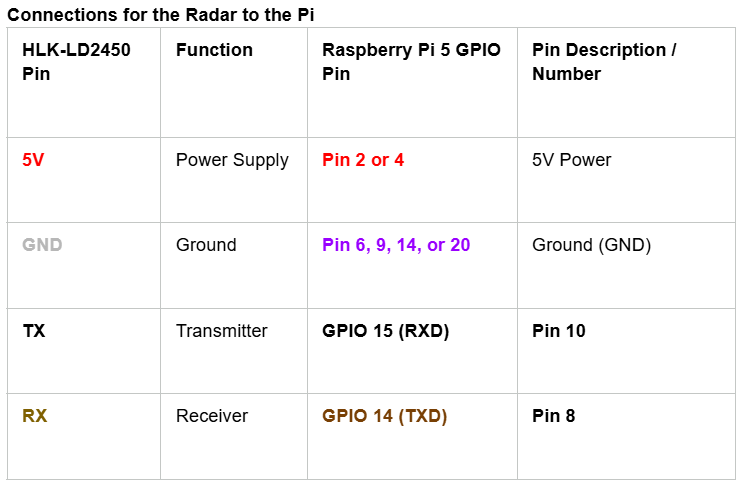 Connections for the Radar to the Pi
HLK-LD2450 Function Raspberry Pi 5 GPIO Pin Description /
Pin Pin Number
5V Power Supply Pin 2 or 4 5V Power
GND Ground Pin 6, 9, 14, or 20 Ground (GND)
TX Transmitter GPIO 15 (RXD) Pin 10
RX Receiver GPIO 14 (TXD) Pin 8